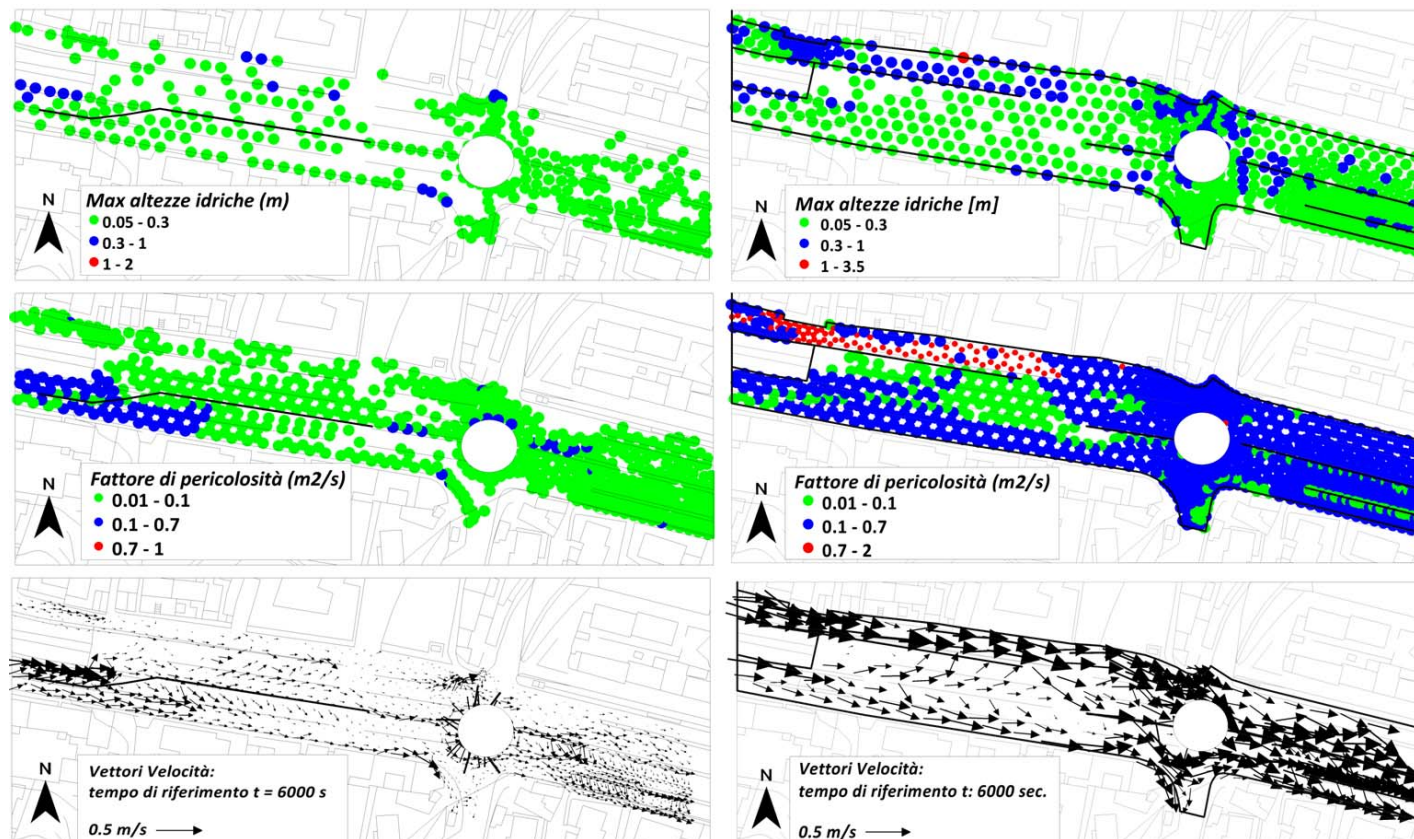 N
Max altezze idriche (m)
0.05 - 0.3
0.3 - 1
1 - 2
N
Max altezze idriche [m]
0.05 - 0.3
0.3 - 1
1 - 3.5
N
Fattore di pericolosità (m2/s)
0.01 - 0.1
0.1 - 0.7
0.7 - 1
N
Fattore di pericolosità (m2/s)
0.01 - 0.1
0.1 - 0.7
0.7 - 2
N
Vettori Velocità:
tempo di riferimento t = 6000 s
0.5 m/s
N
Vettori Velocità:
tempo di riferimento t: 6000 sec.
0.5 m/s